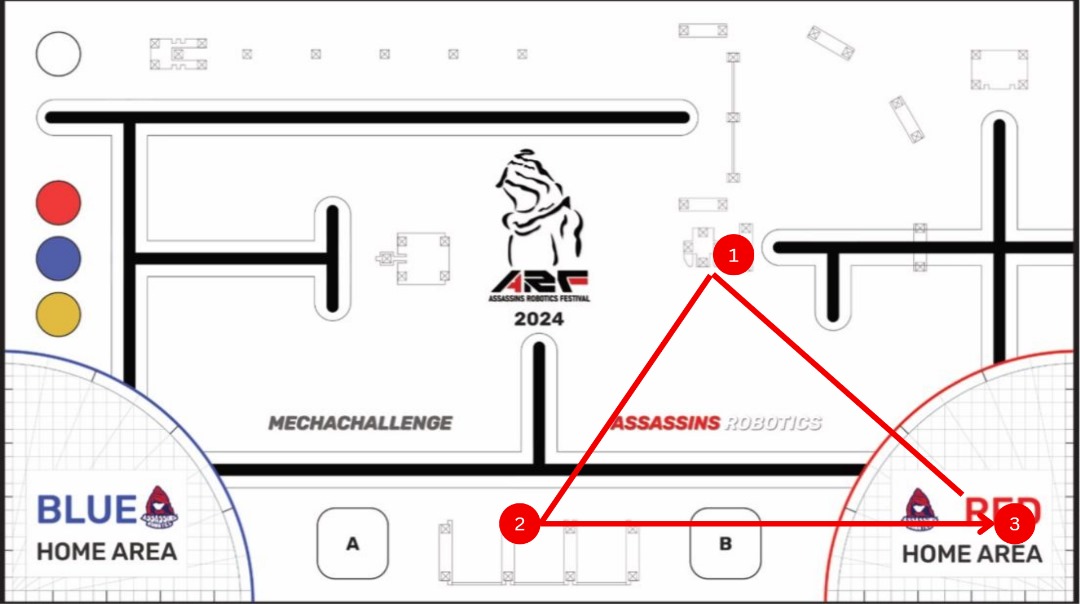 1
ARF
ASSASSINS ROBOTICS FESTIVAL
2024
MECHACHALLENGE
ASSASSINS ROBOTICS
BLUE
HOME AREA
A
2
B
RED
3
HOME AREA